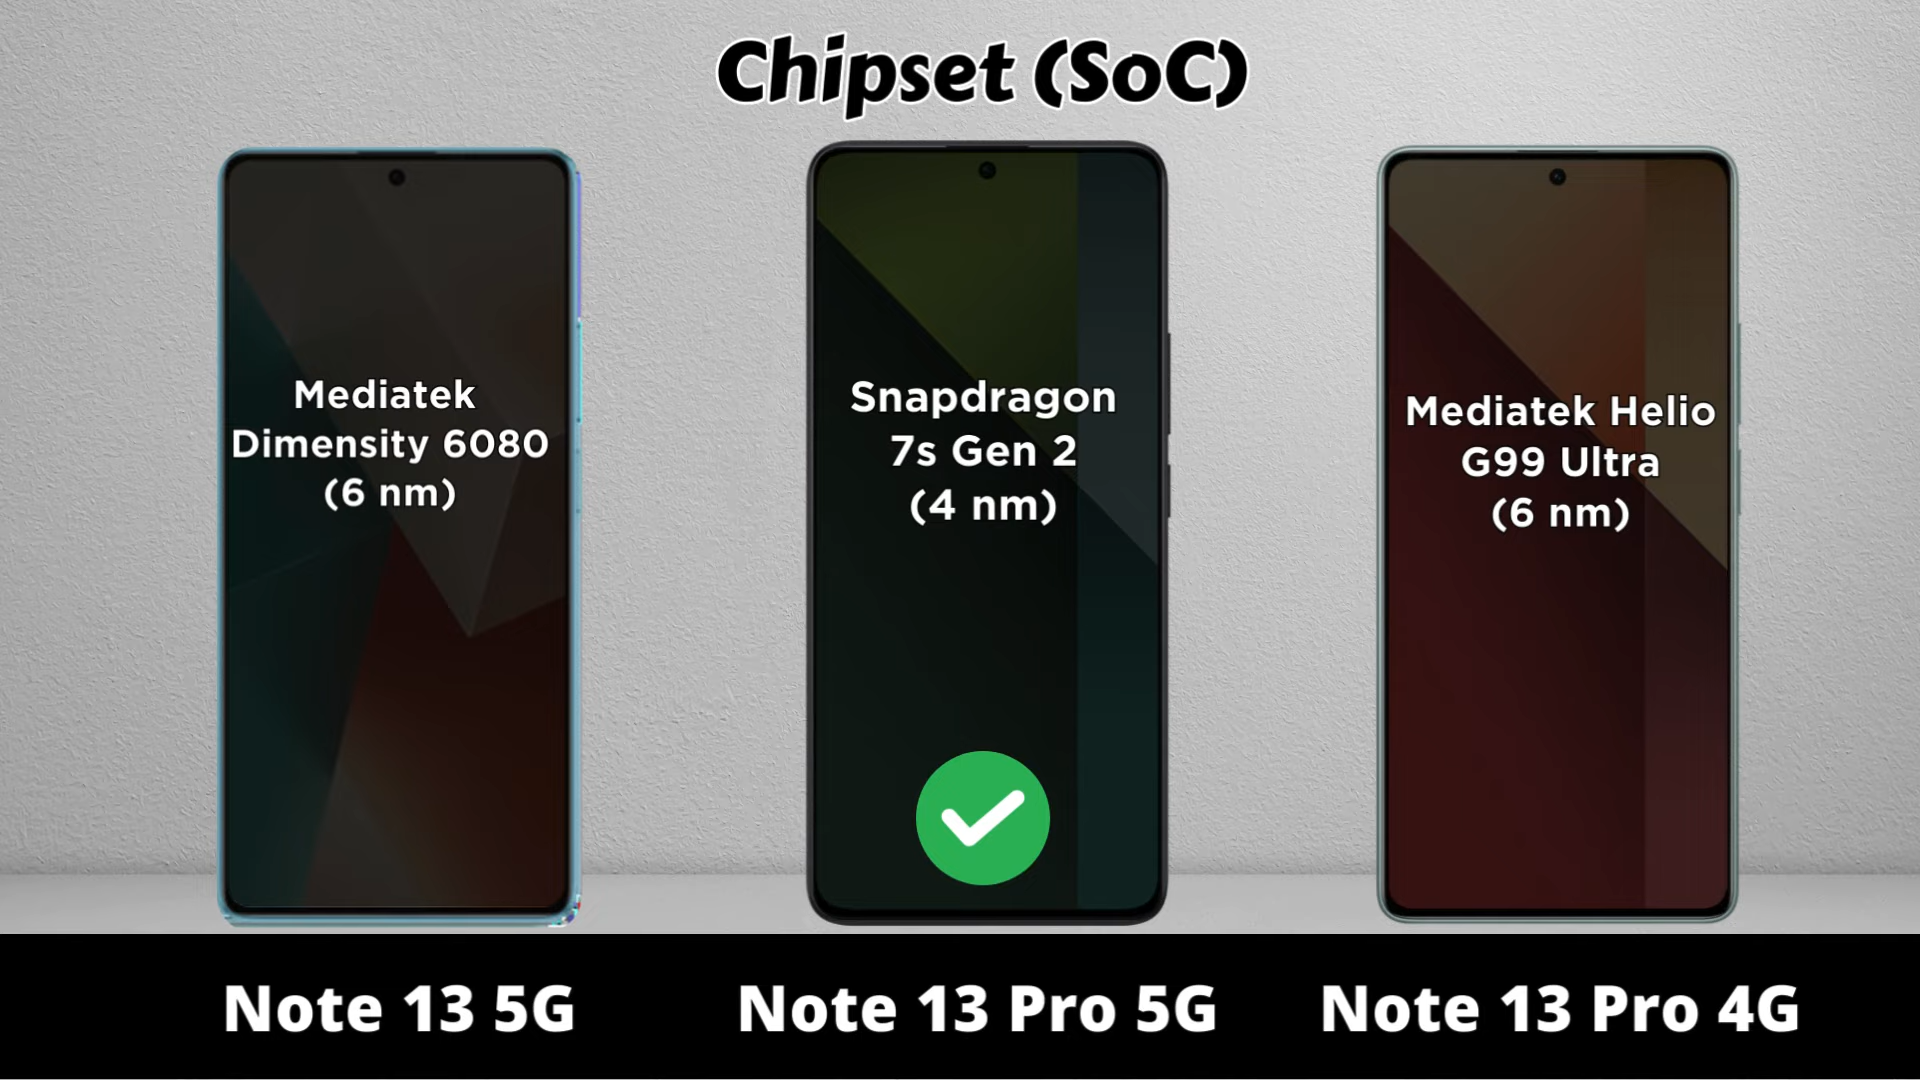 Chipset (SoC)
Mediatek
Dimensity 6080
(6 nm)
Snapdragon
7s Gen 2
(4 nm)
Mediatek Helio
G99 Ultra
(6 nm)
Note 13 5G
Note 13 Pro 5G
Note 13 Pro 4G